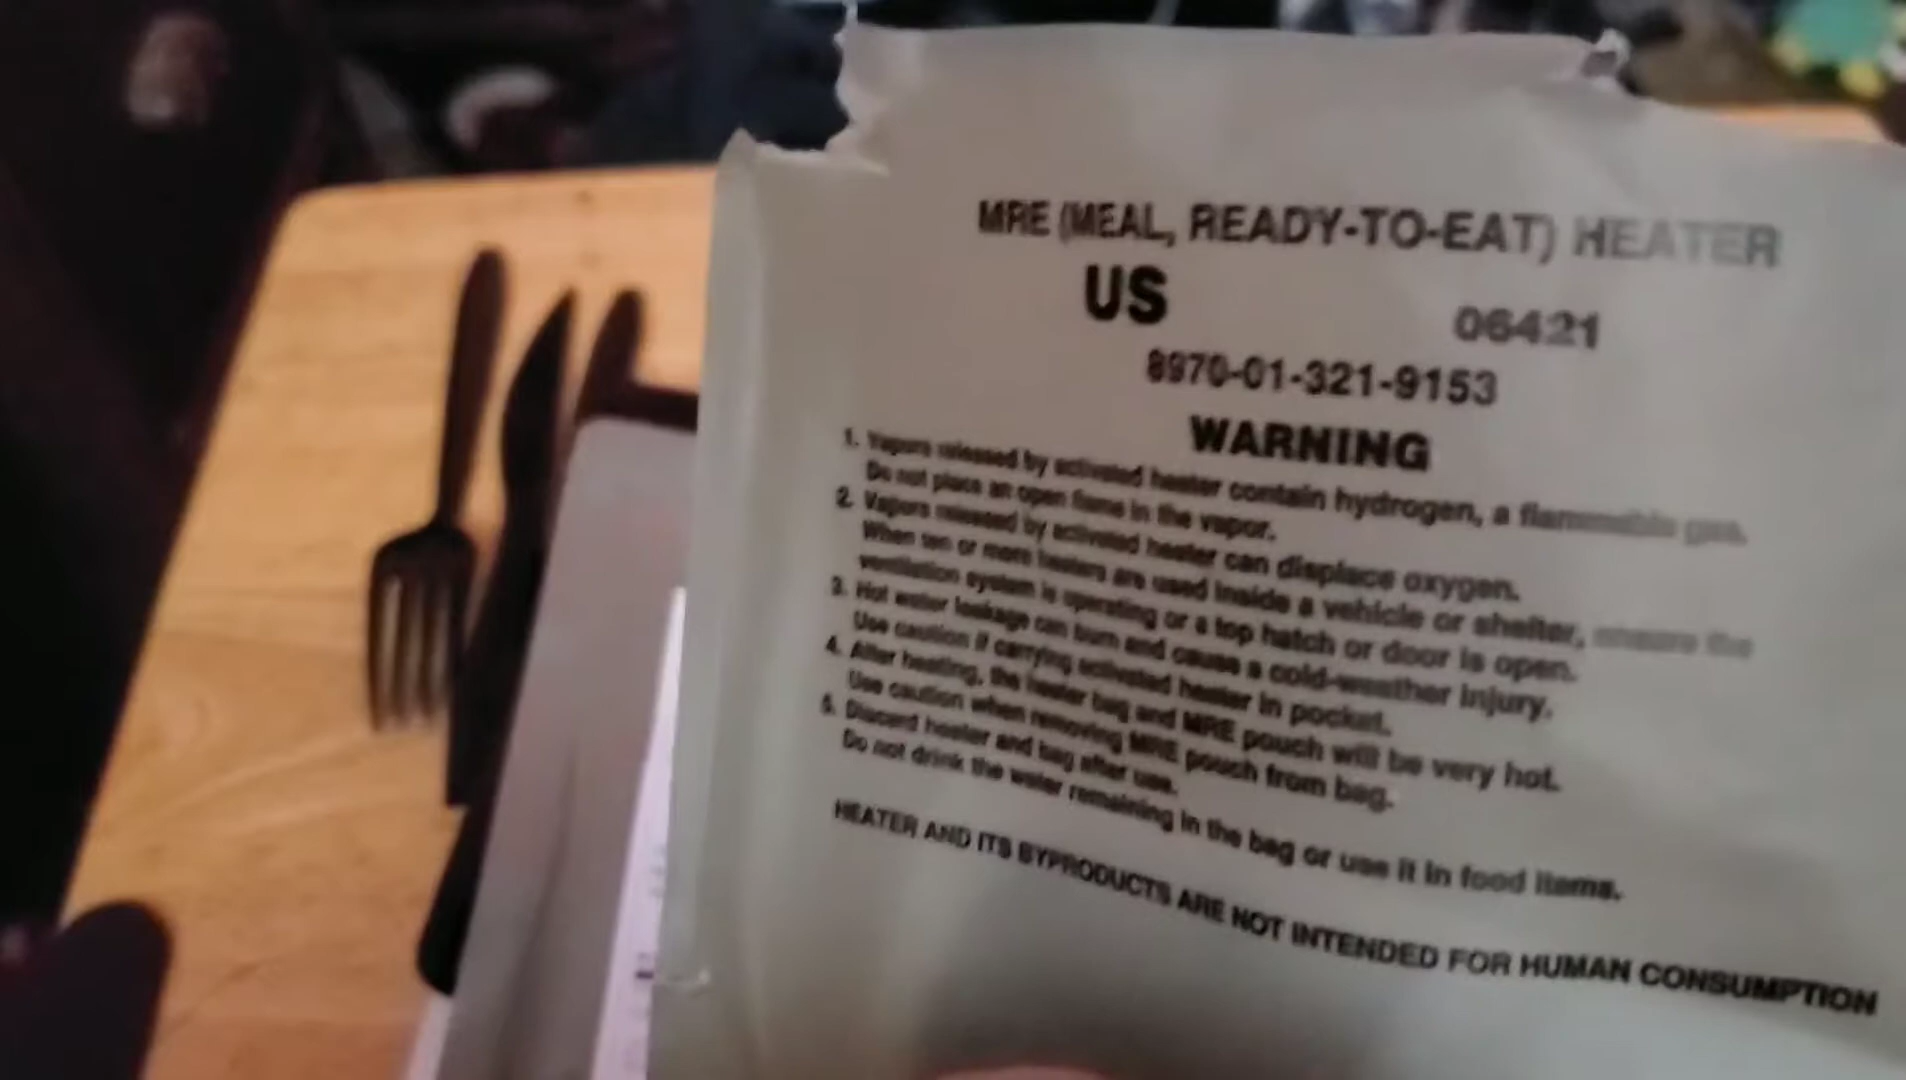 MRE (MEAL, READY-TO-EAT) HEATER
US 06421
8970-01-321-9153
WARNING
1. Vapors released by activated heater contain hydrogen, a flammable gas.
Do not place an open flame in the vapor.
2. Vapors released by activated heater can displace oxygen.
When ten or more heaters are used inside a vehicle or shelter, ensure the
ventilation system is operating or a top hatch or door is open.
3. Hot water leakage can burn and cause a cold-weather injury.
Use caution if carrying activated heater in pocket.
4. After heating, the heater bag and MRE pouch will be very hot.
Use caution when removing MRE pouch from bag.
5. Discard heater and bag after use.
Do not drink the water remaining in the bag or use it in food items.
HEATER AND ITS BYPRODUCTS ARE NOT INTENDED FOR HUMAN CONSUMPTION